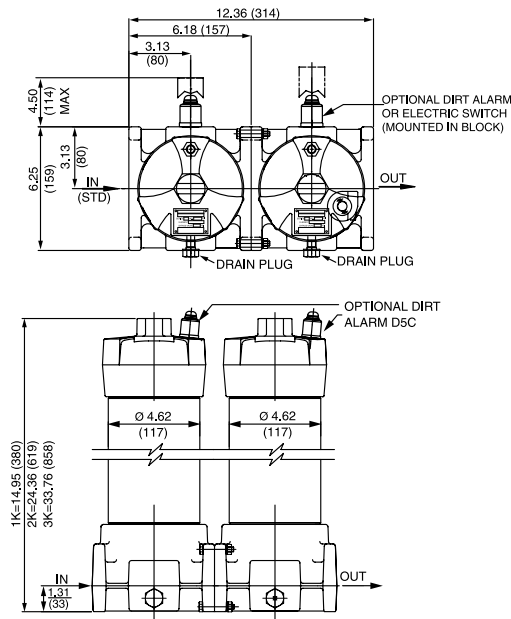 12.36 (314)
6.18 (157)
3.13
(80)
4.50
(114)
MAX
OPTIONAL DIRT ALARM
OR ELECTRIC SWITCH
(MOUNTED IN BLOCK)
3.13
(80)
6.25
(159)
IN
(STD)
OUT
DRAIN PLUG
DRAIN PLUG
OPTIONAL DIRT
ALARM D5C
Ø 4.62
(117)
Ø 4.62
(117)
1K=14.95 (380)
2K=24.36 (619)
3K=33.76 (858)
IN
OUT
1.31
(33)